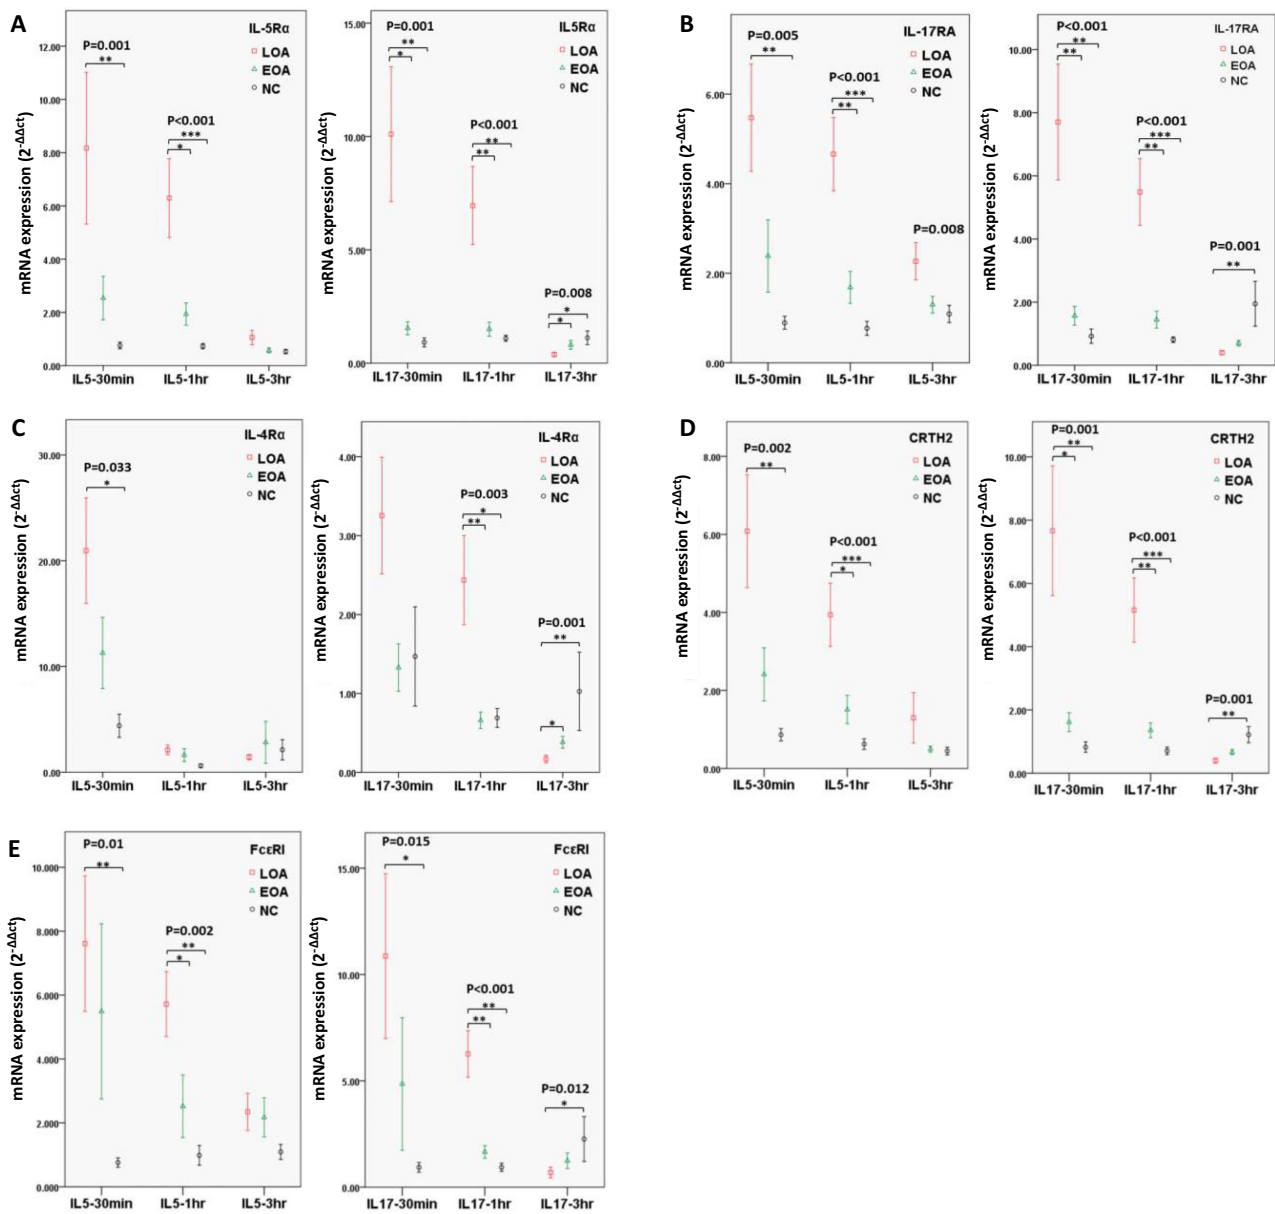 A
mRNA expression (2-ΔΔct)
12.00
10.00
8.00
6.00
4.00
2.00
0.00
P=0.001
**
P<0.001
***
*
IL-5Rα
LOA
EOA
NC
IL5-30min
IL5-1hr
IL5-3hr
mRNA expression (2-ΔΔct)
15.00
10.00
5.00
0.00
P=0.001
**
*
P<0.001
**
**
P=0.008
*
*
IL5Rα
LOA
EOA
NC
IL17-30min
IL17-1hr
IL17-3hr
B
mRNA expression (2-ΔΔct)
6.00
4.00
2.00
0.00
P=0.005
**
P<0.001
***
**
P=0.008
IL-17RA
LOA
EOA
NC
IL5-30min
IL5-1hr
IL5-3hr
mRNA expression (2-ΔΔct)
10.00
8.00
6.00
4.00
2.00
0.00
P<0.001
**
**
P<0.001
***
**
P=0.001
**
IL-17RA
LOA
EOA
NC
IL17-30min
IL17-1hr
IL17-3hr
C
mRNA expression (2-ΔΔct)
30.00
20.00
10.00
0.00
P=0.033
*
IL-4Rα
LOA
EOA
NC
IL5-30min
IL5-1hr
IL5-3hr
mRNA expression (2-ΔΔct)
4.00
3.00
2.00
1.00
0.00
P=0.003
*
**
P=0.001
**
*
IL-4Rα
LOA
EOA
NC
IL17-30min
IL17-1hr
IL17-3hr
D
mRNA expression (2-ΔΔct)
8.00
6.00
4.00
2.00
0.00
P=0.002
**
P<0.001
***
*
CRTH2
LOA
EOA
NC
IL5-30min
IL5-1hr
IL5-3hr
mRNA expression (2-ΔΔct)
10.00
8.00
6.00
4.00
2.00
0.00
P=0.001
**
*
P<0.001
***
**
P=0.001
**
CRTH2
LOA
EOA
NC
IL17-30min
IL17-1hr
IL17-3hr
E
mRNA expression (2-ΔΔct)
10.000
8.000
6.000
4.000
2.000
0.000
P=0.01
**
P=0.002
**
*
FcεRI
LOA
EOA
NC
IL5-30min
IL5-1hr
IL5-3hr
mRNA expression (2-ΔΔct)
15.00
10.00
5.00
0.00
P=0.015
*
P<0.001
**
**
P=0.012
*
FcεRI
LOA
EOA
NC
IL17-30min
IL17-1hr
IL17-3hr